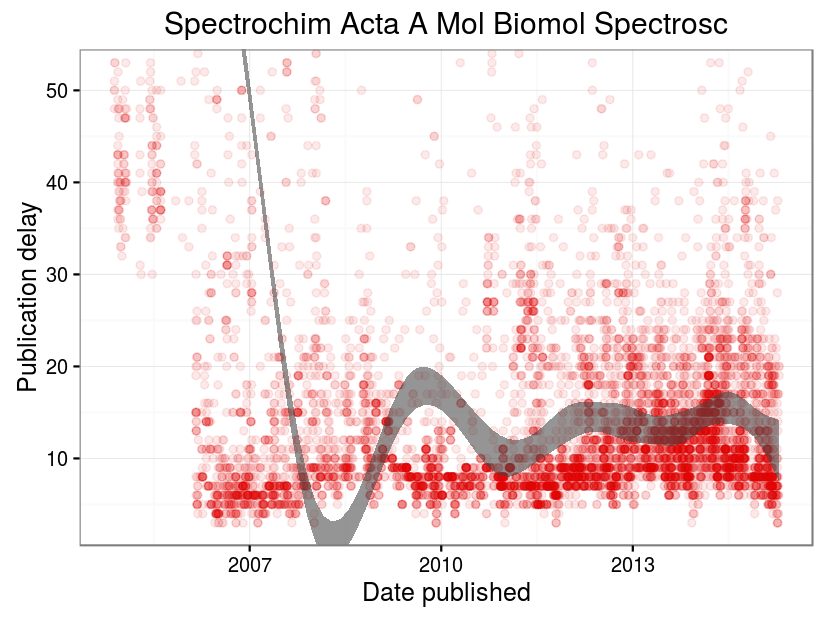 Spectrochim Acta A Mol Biomol Spectrosc
Publication delay
50
40
30
20
10
2007 2010 2013
Date published